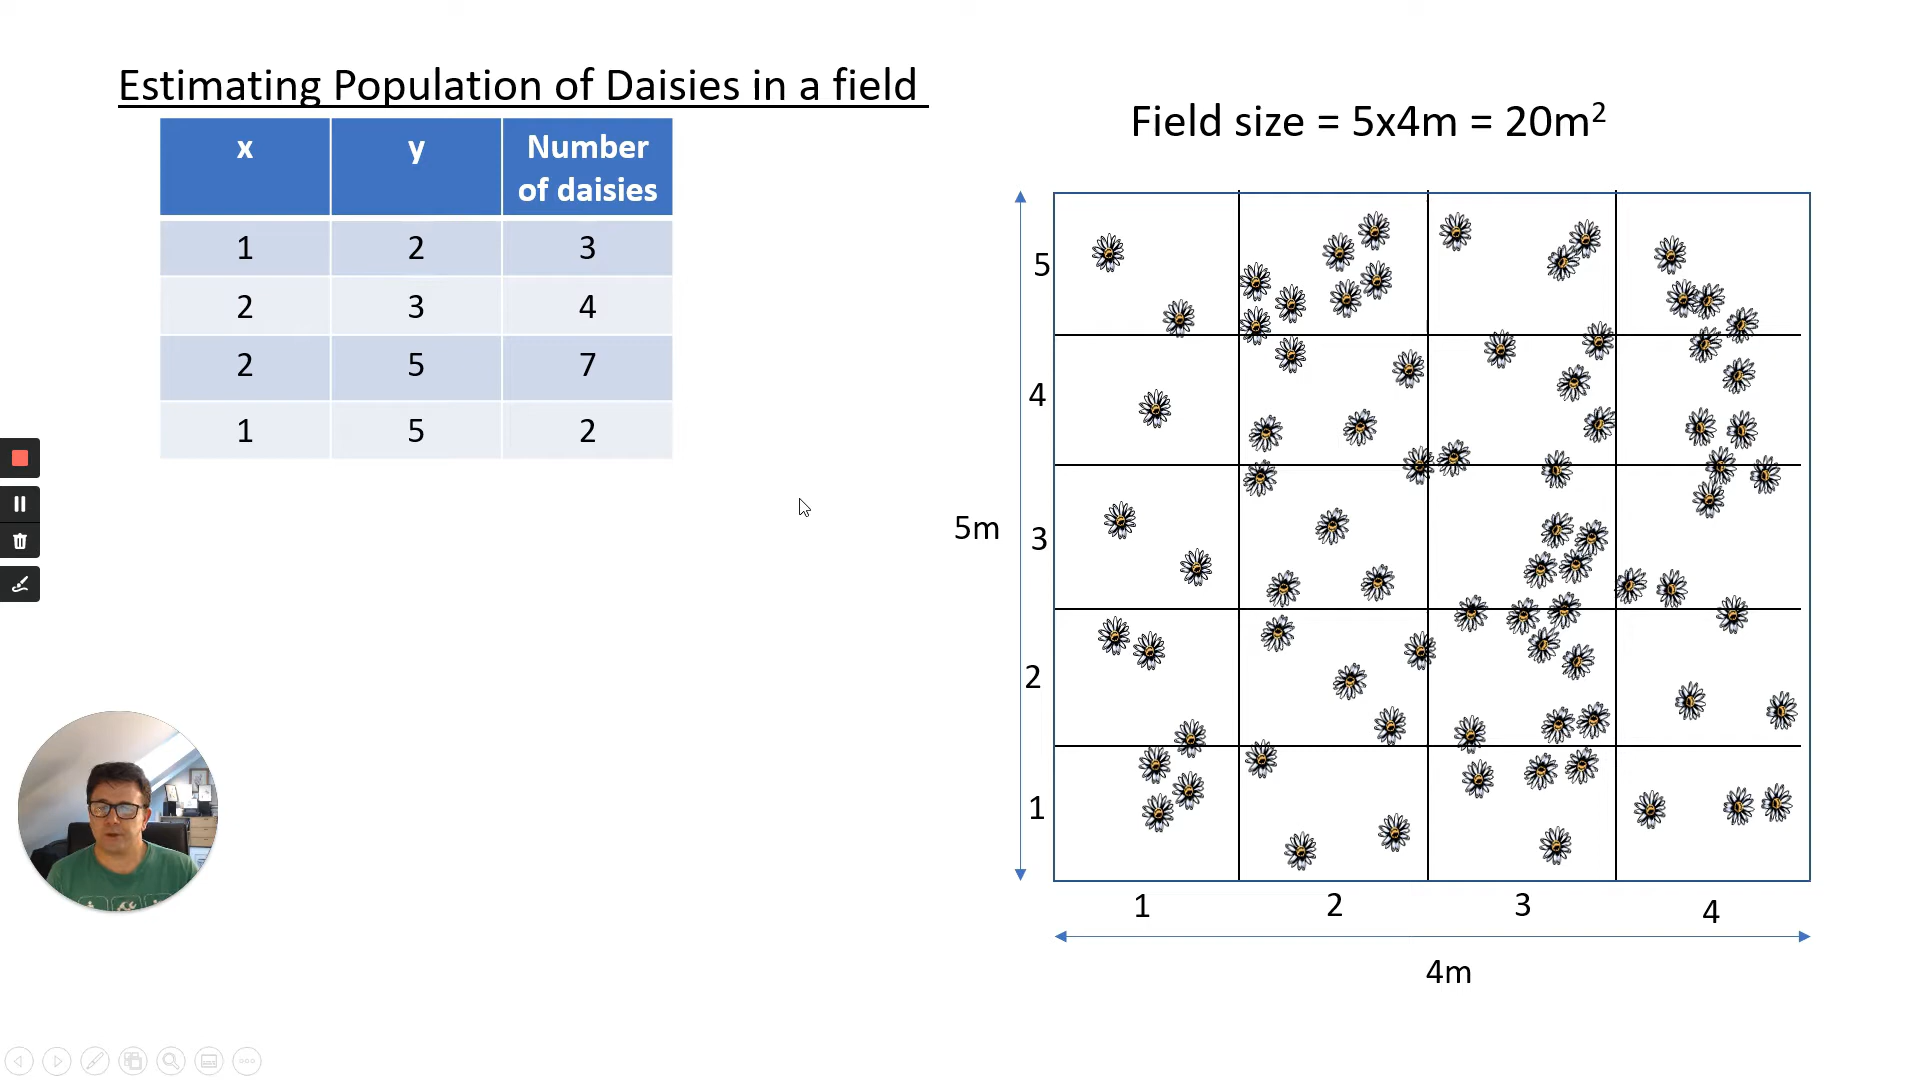 Estimating Population of Daisies in a field
Field size = 5x4m = 20m²
x y Number of daisies
1 2 3
2 3 4
2 5 7
1 5 2
5
4
5m
3
2
1
1 2 3 4
4m